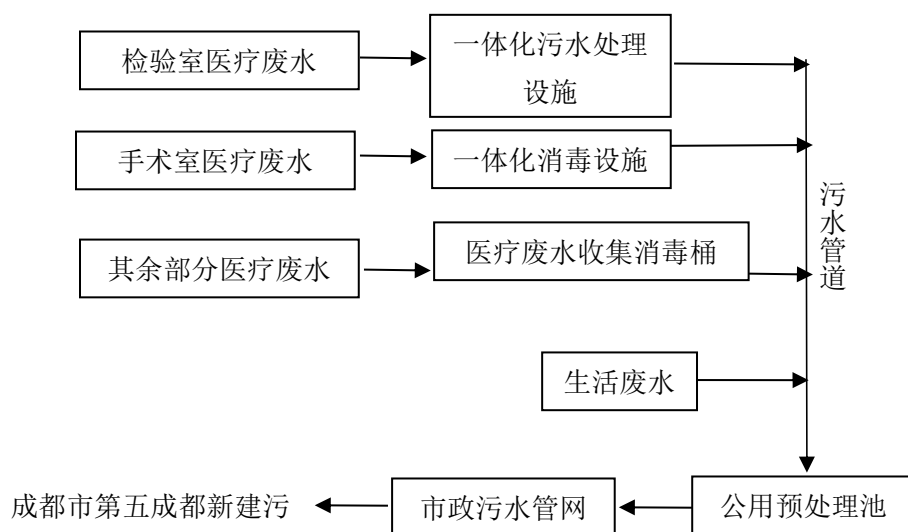 检验室医疗废水
一体化污水处理
设施
手术室医疗废水
一体化消毒设施
其余部分医疗废水
医疗废水收集消毒桶
污水管道
生活废水
成都市第五成都新建污
市政污水管网
公用预处理池